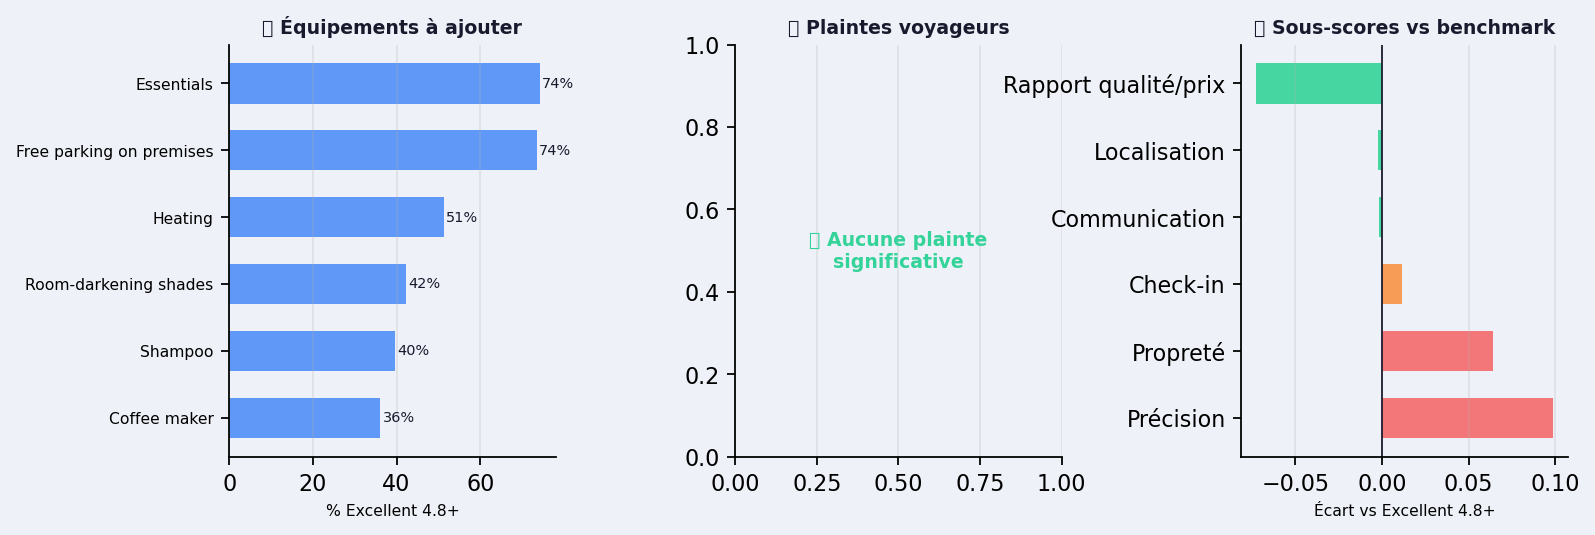 Équipements à ajouter
Essentials
74%
Free parking on premises
74%
Heating
51%
Room-darkening shades
42%
Shampoo
40%
Coffee maker
36%
0 20 40 60
% Excellent 4.8+
Plaintes voyageurs
1.0
0.8
0.6
0.4
0.2
0.0
Aucune plainte
significative
0.00 0.25 0.50 0.75 1.00
Sous-scores vs benchmark
Rapport qualité/prix
Localisation
Communication
Check-in
Propreté
Précision
−0.05 0.00 0.05 0.10
Écart vs Excellent 4.8+